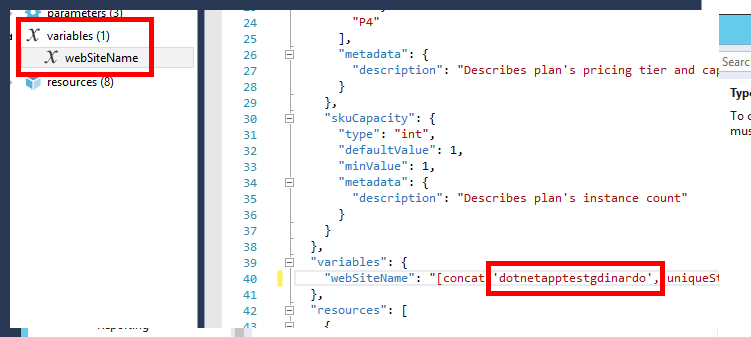 parameters (3)
variables (1)
webSiteName
resources (8)
24 "P4"
25 ],
26 "metadata": {
27 "description": "Describes plan's pricing tier and cap
28 }
29 },
30 "skuCapacity": {
31 "type": "int",
32 "defaultValue": 1,
33 "minValue": 1,
34 "metadata": {
35 "description": "Describes plan's instance count"
36 }
37 }
38 },
39 "variables": {
40 "webSiteName": "[concat 'dotnetapptestgdinardo', uniqueSt
41 },
42 "resources": [
43 {
Search
Type
To c
mus